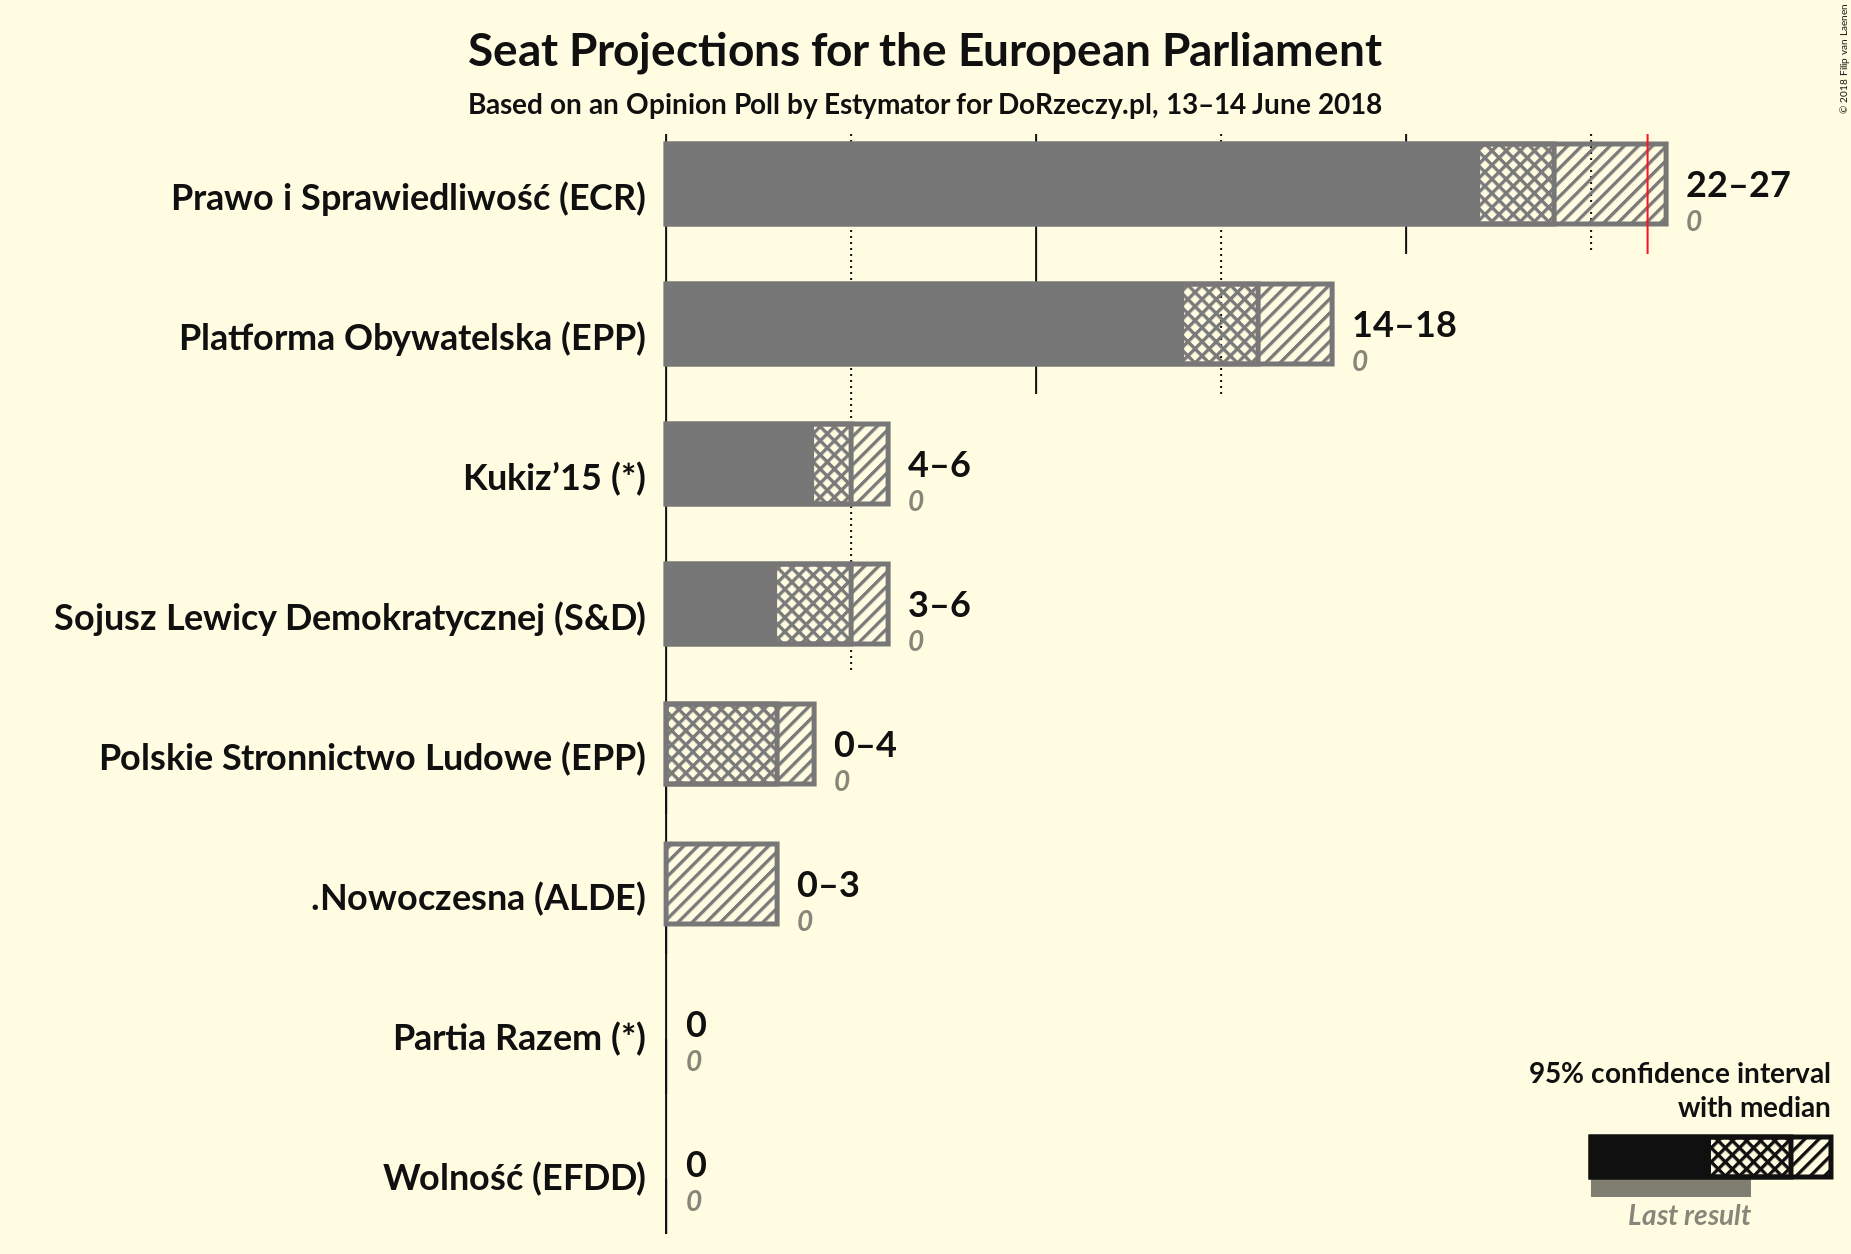 Seat Projections for the European Parliament
Based on an Opinion Poll by Estymator for DoRzeczy.pl, 13–14 June 2018
© 2018 Filip van Laenen
Prawo i Sprawiedliwość (ECR)
22–27
0
Platforma Obywatelska (EPP)
14–18
0
Kukiz’15 (*)
4–6
0
Sojusz Lewicy Demokratycznej (S&D)
3–6
0
Polskie Stronnictwo Ludowe (EPP)
0–4
0
.Nowoczesna (ALDE)
0–3
0
Partia Razem (*)
0
0
Wolność (EFDD)
0
0
95% confidence interval
with median
Last result